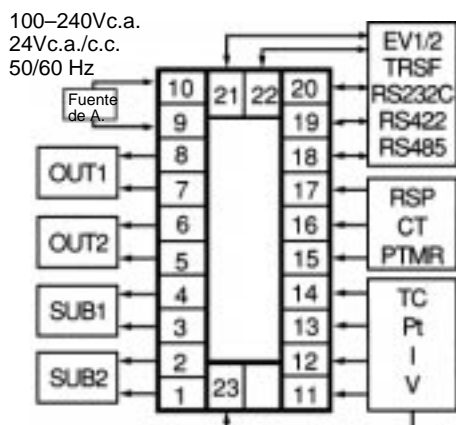 100–240Vc.a.
24Vc.a./c.c.
50/60 Hz
Fuente
de A.
OUT1
OUT2
SUB1
SUB2
10
9
8
7
6
5
4
3
2
1
21 22
23
20
19
18
17
16
15
14
13
12
11
EV1/2
TRSF
RS232C
RS422
RS485
RSP
CT
PTMR
TC
Pt
I
V